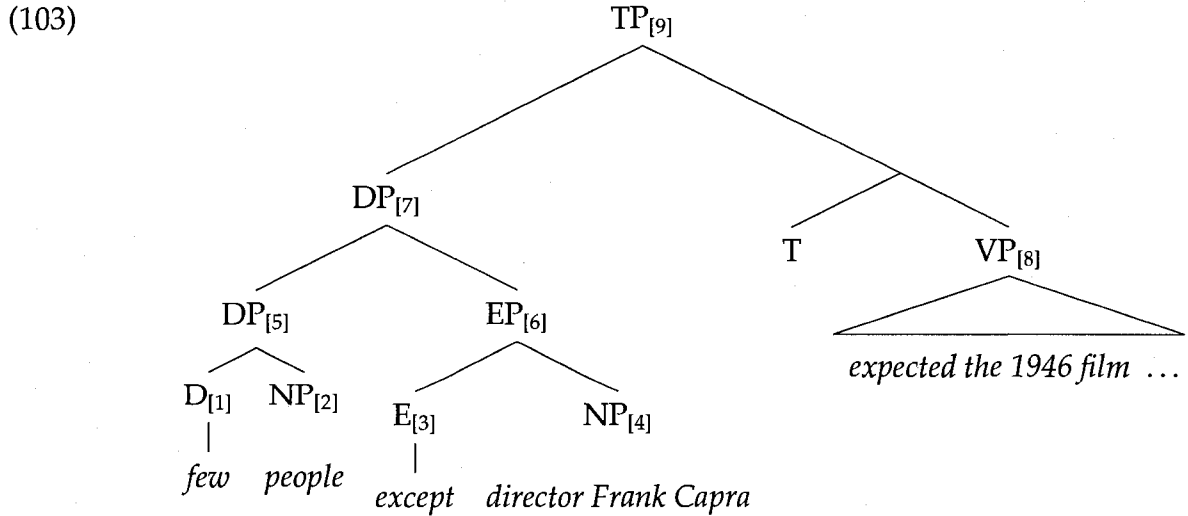 (103)
TP[9]
DP[7]
T VP[8]
DP[5] EP[6]
expected the 1946 film ...
D[1] NP[2] E[3] NP[4]
few people except director Frank Capra